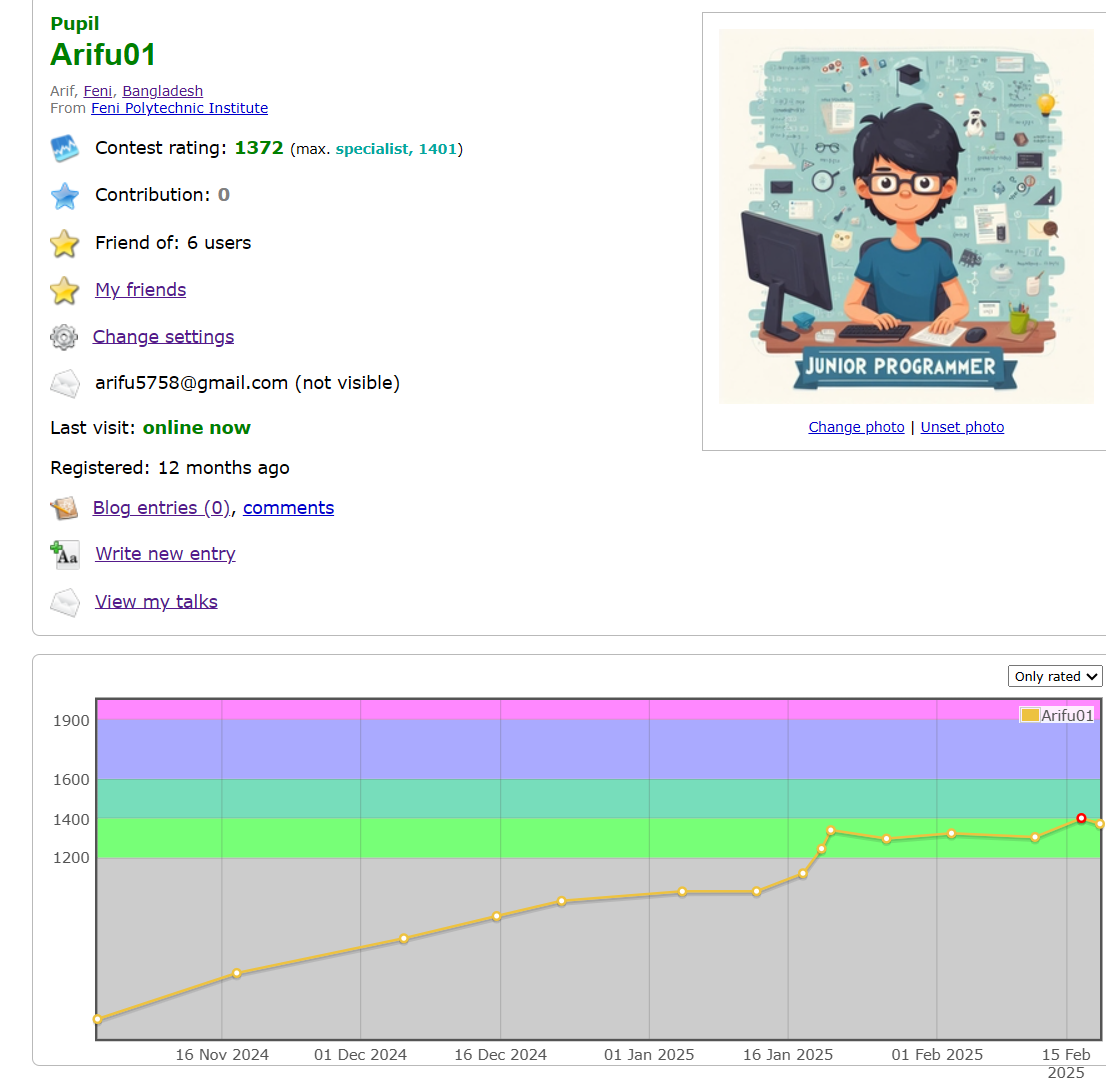 Pupil
Arifu01
Arif, Feni, Bangladesh
From Feni Polytechnic Institute
Contest rating: 1372 (max. specialist, 1401)
Contribution: 0
Friend of: 6 users
My friends
Change settings
arifu5758@gmail.com (not visible)
Last visit: online now
Registered: 12 months ago
Blog entries (0), comments
Aa
Write new entry
View my talks
JUNIOR PROGRAMMER
Change photo | Unset photo
Only rated
Arifu01
1900
1600
1400
1200
16 Nov 2024
01 Dec 2024
16 Dec 2024
01 Jan 2025
16 Jan 2025
01 Feb 2025
15 Feb
2025